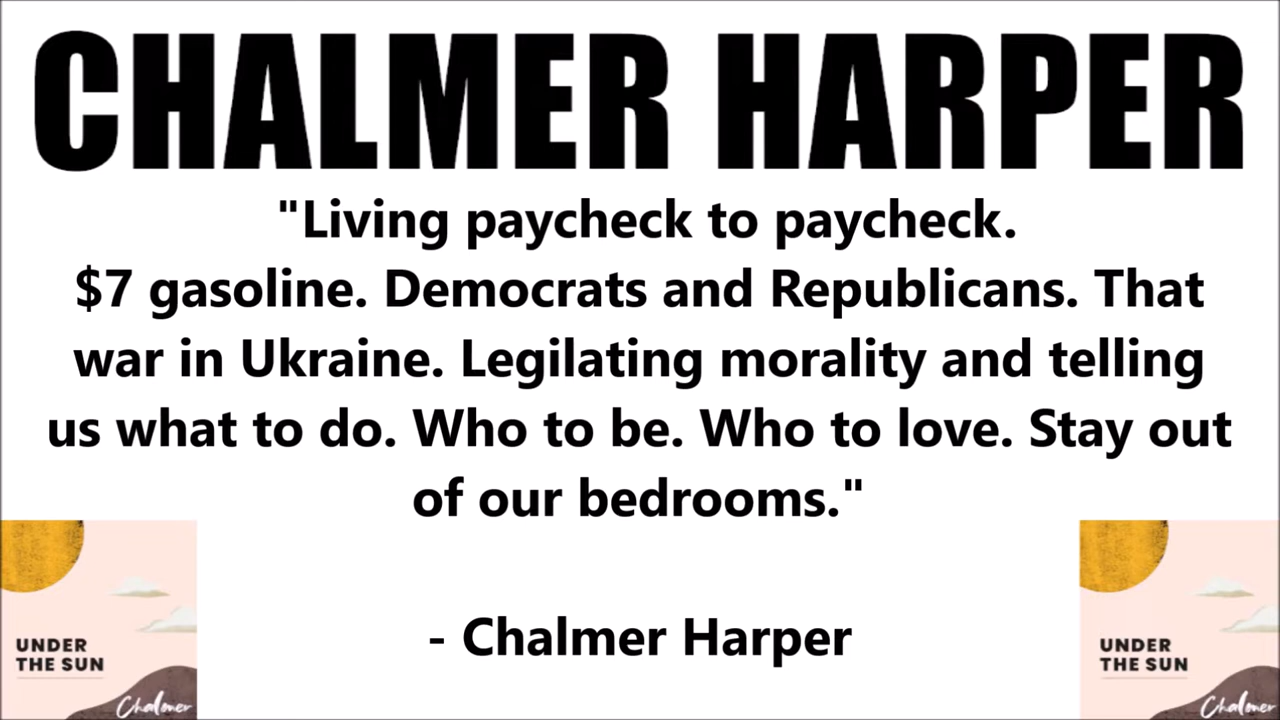 CHALMER HARPER
"Living paycheck to paycheck.
$7 gasoline. Democrats and Republicans. That
war in Ukraine. Legilating morality and telling
us what to do. Who to be. Who to love. Stay out
of our bedrooms."
- Chalmer Harper
UNDER
THE SUN
Chalmer
UNDER
THE SUN
Chalmer